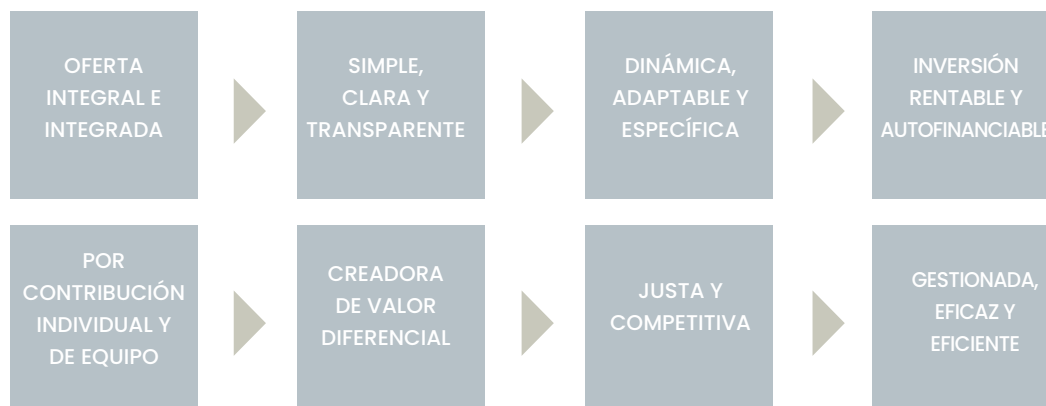 OFERTA
INTEGRAL E
INTEGRADA
SIMPLE,
CLARA Y
TRANSPARENTE
DINÁMICA,
ADAPTABLE Y
ESPECÍFICA
INVERSIÓN
RENTABLE Y
AUTOFINANCIABLE
POR
CONTRIBUCIÓN
INDIVIDUAL Y
DE EQUIPO
CREADORA
DE VALOR
DIFERENCIAL
JUSTA Y
COMPETITIVA
GESTIONADA,
EFICAZ Y
EFICIENTE